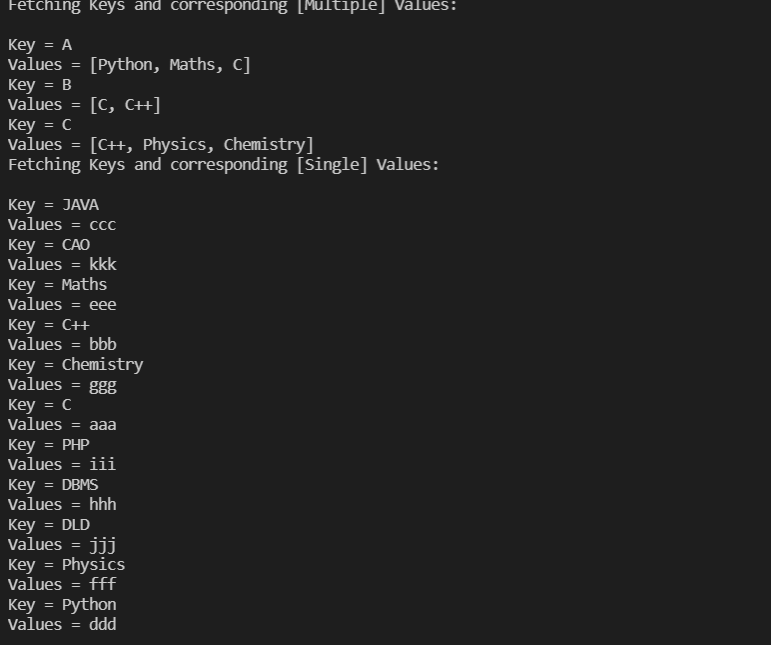 Fetching Keys and corresponding [Multiple] Values:
Key = A
Values = [Python, Maths, C]
Key = B
Values = [C, C++]
Key = C
Values = [C++, Physics, Chemistry]
Fetching Keys and corresponding [Single] Values:
Key = JAVA
Values = ccc
Key = CAO
Values = kkk
Key = Maths
Values = eee
Key = C++
Values = bbb
Key = Chemistry
Values = ggg
Key = C
Values = aaa
Key = PHP
Values = iii
Key = DBMS
Values = hhh
Key = DLD
Values = jjj
Key = Physics
Values = fff
Key = Python
Values = ddd